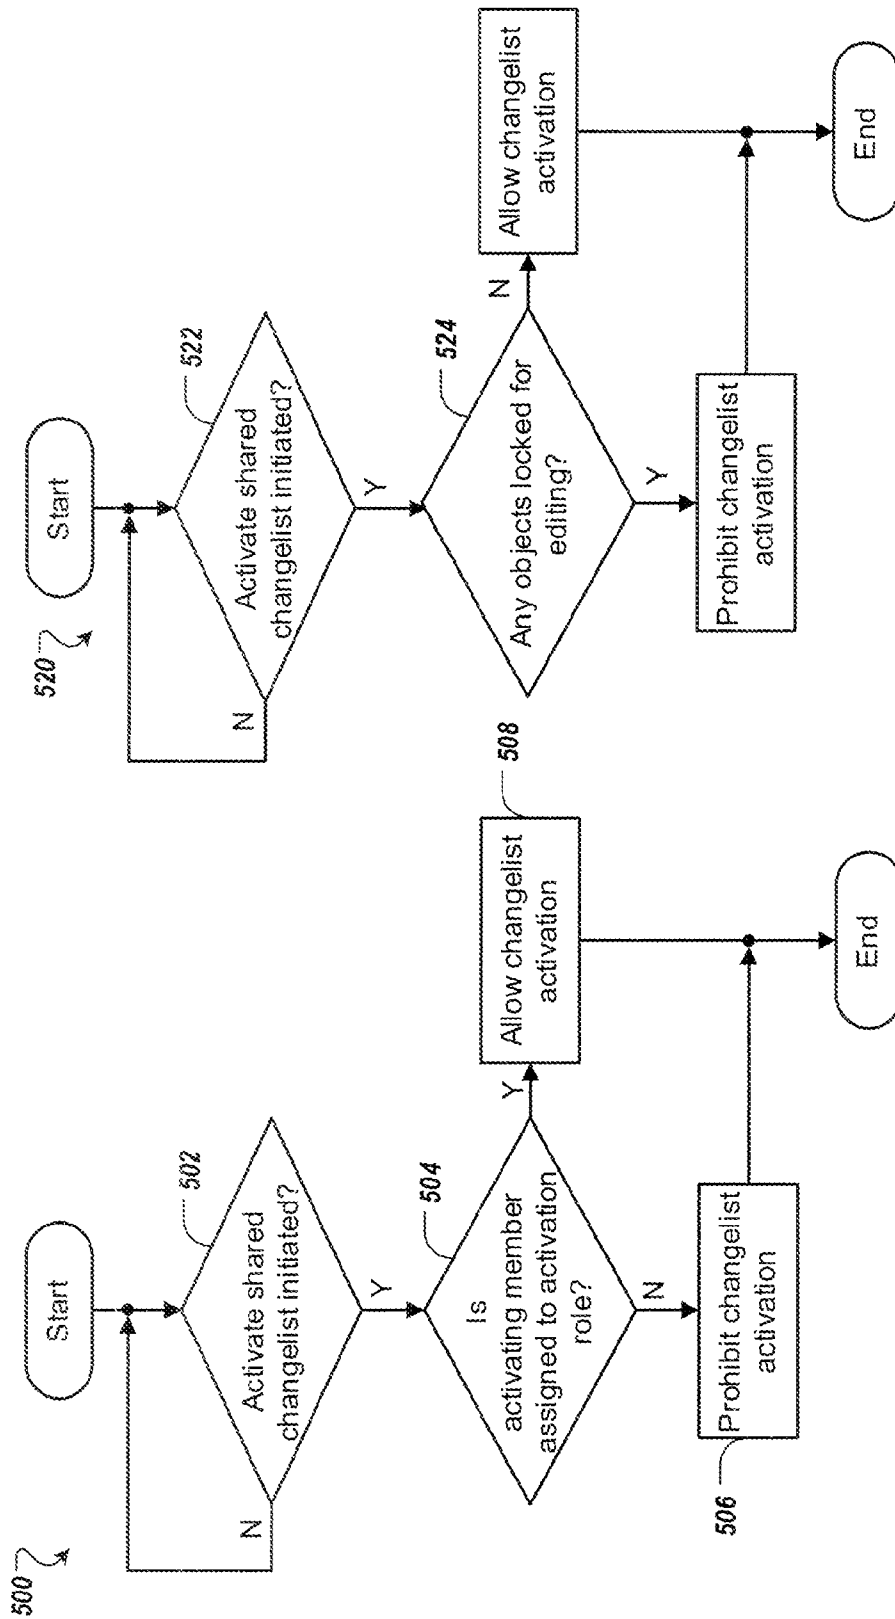 500
Start
502
Activate shared
changelist initiated?
N
Y
504
Is
activating member
assigned to activation
role?
Y
N
508
Allow changelist
activation
506
Prohibit changelist
activation
End
520
Start
522
Activate shared
changelist initiated?
N
Y
524
Any objects locked for
editing?
N
Y
Allow changelist
activation
Prohibit changelist
activation
End